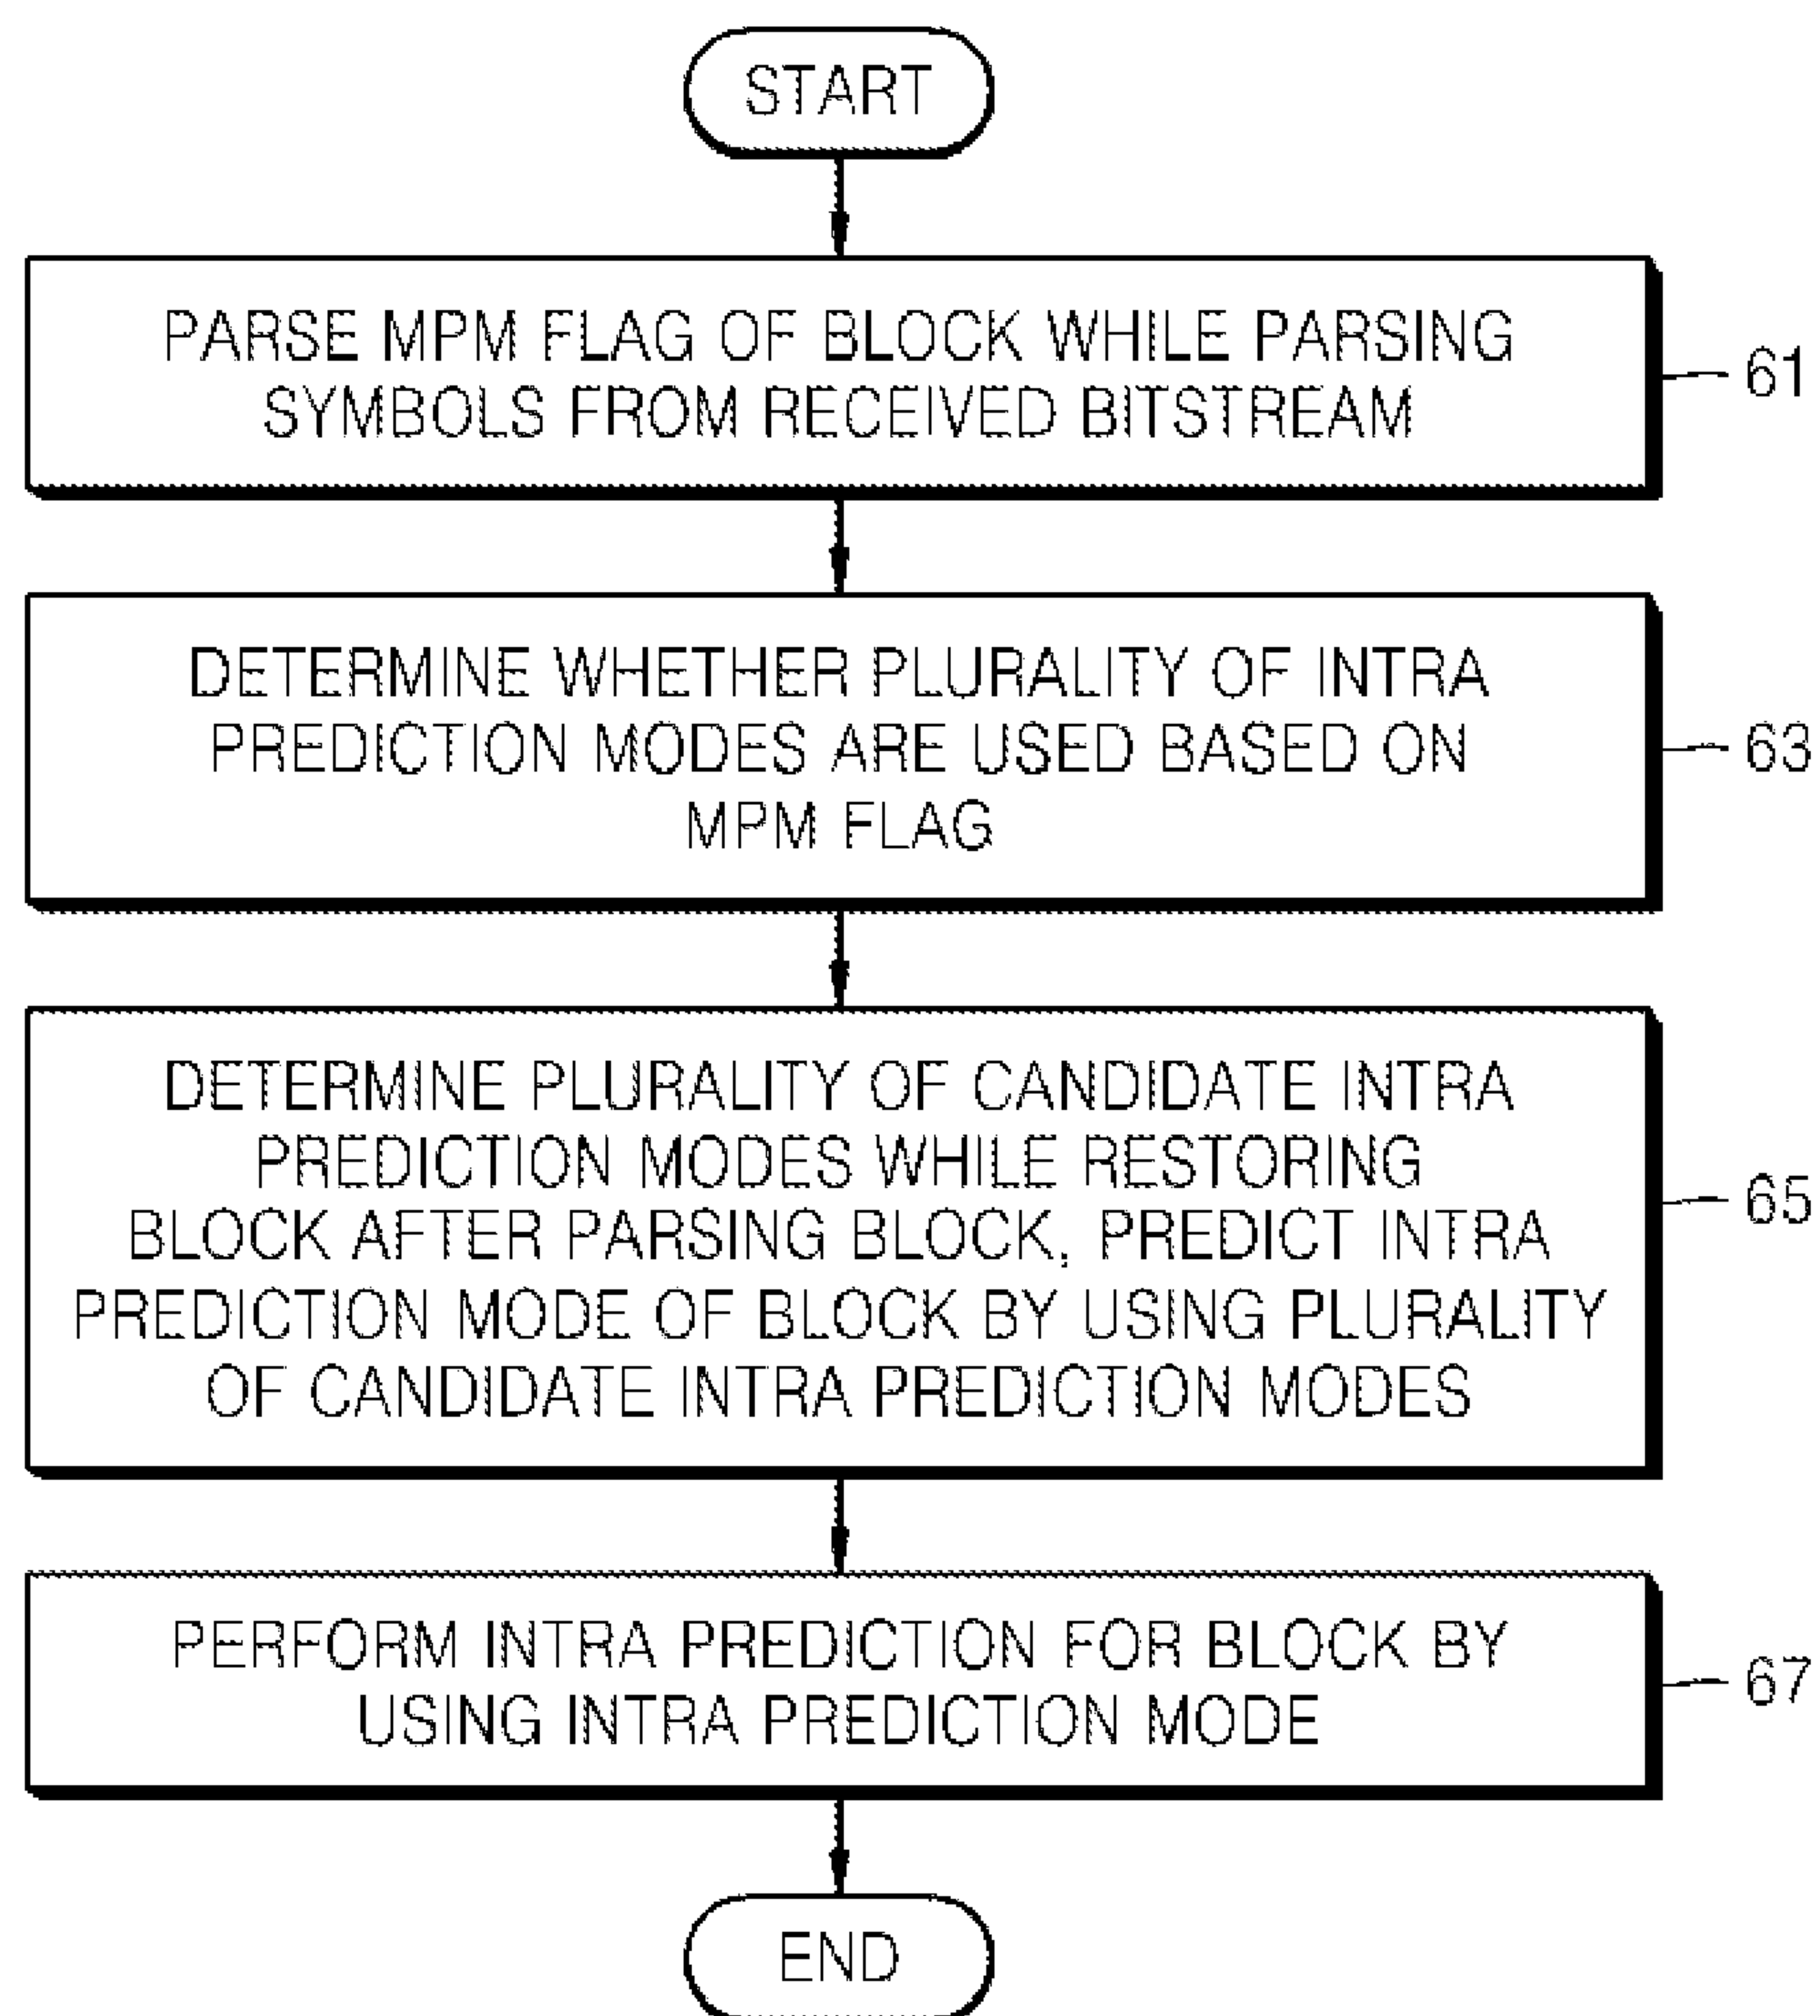 START
PARSE MPM FLAG OF BLOCK WHILE PARSING
SYMBOLS FROM RECEIVED BITSTREAM
61
DETERMINE WHETHER PLURALITY OF INTRA
PREDICTION MODES ARE USED BASED ON
MPM FLAG
63
DETERMINE PLURALITY OF CANDIDATE INTRA
PREDICTION MODES WHILE RESTORING
BLOCK AFTER PARSING BLOCK, PREDICT INTRA
PREDICTION MODE OF BLOCK BY USING PLURALITY
OF CANDIDATE INTRA PREDICTION MODES
65
PERFORM INTRA PREDICTION FOR BLOCK BY
USING INTRA PREDICTION MODE
67
END